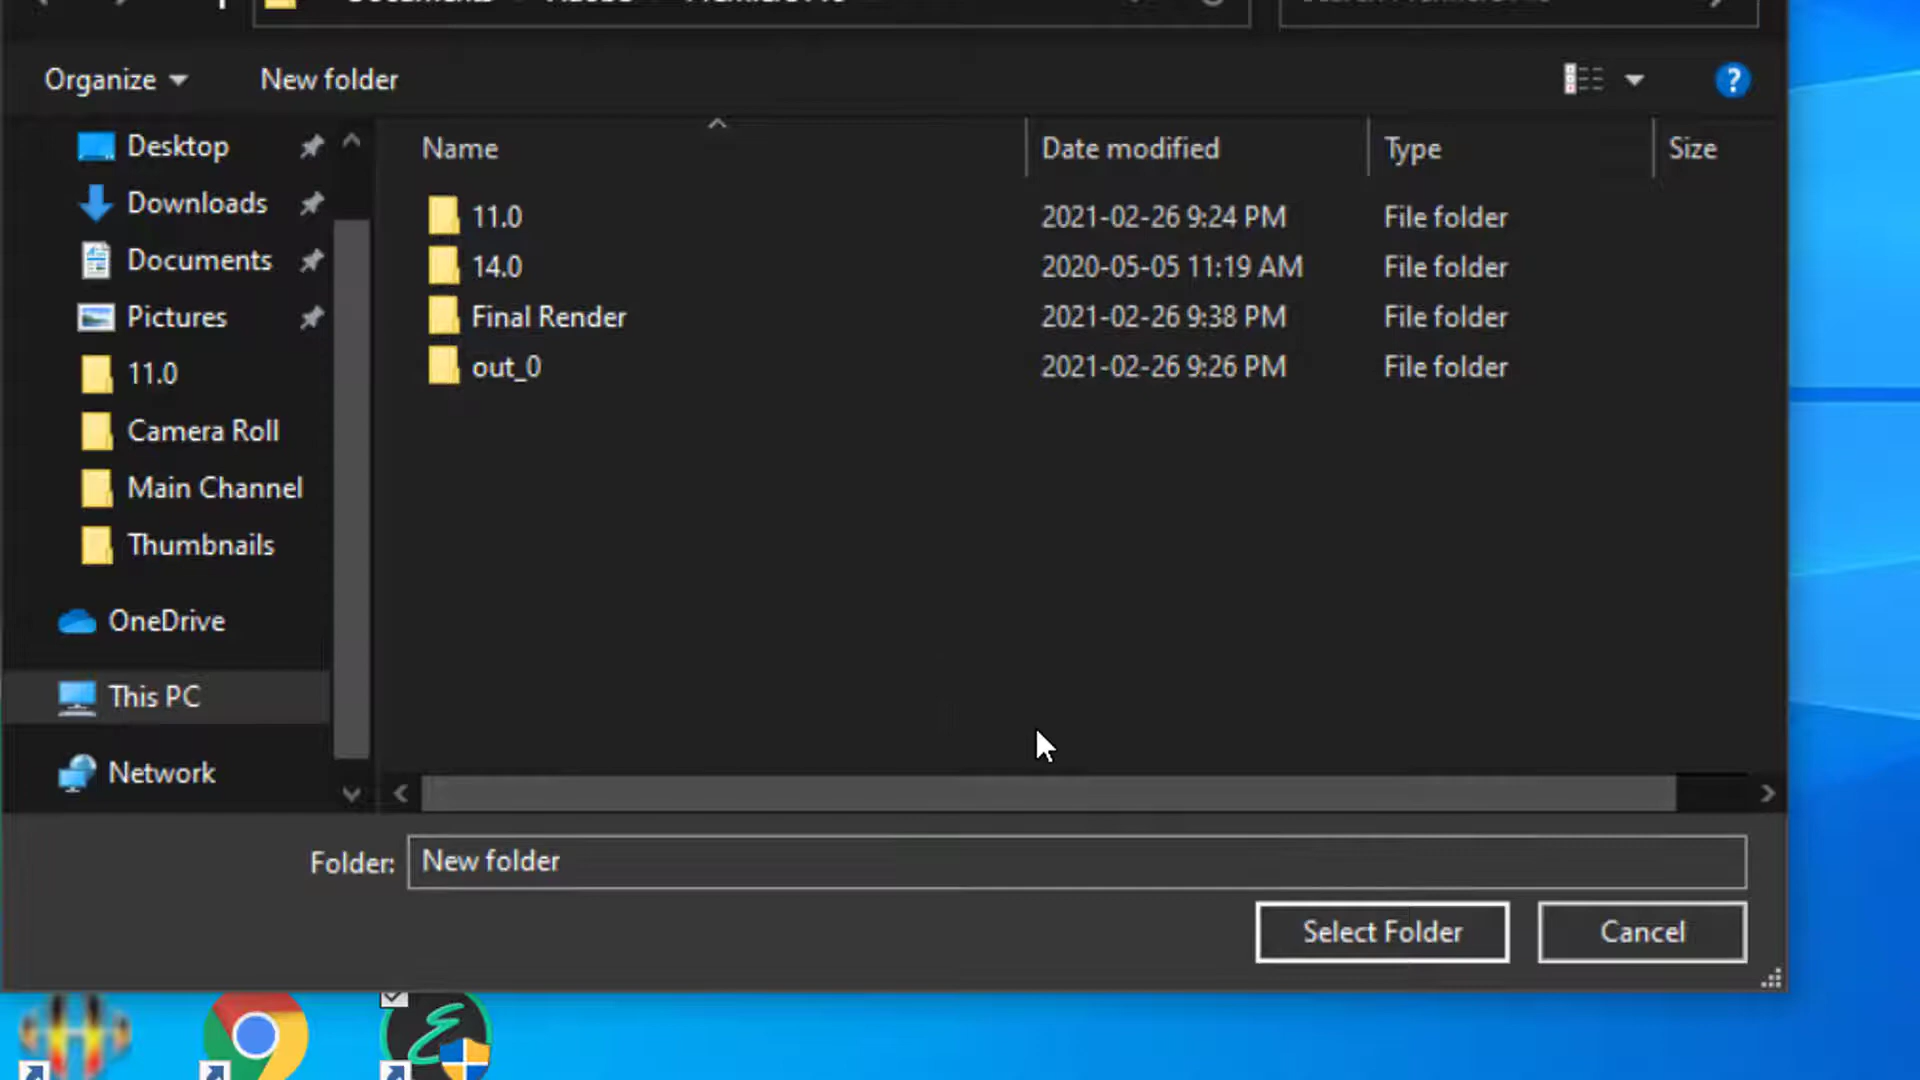 Organize
New folder
Desktop
Downloads
Documents
Pictures
11.0
Camera Roll
Main Channel
Thumbnails
OneDrive
This PC
Network
Name Date modified Type Size
11.0 2021-02-26 9:24 PM File folder
14.0 2020-05-05 11:19 AM File folder
Final Render 2021-02-26 9:38 PM File folder
out_0 2021-02-26 9:26 PM File folder
Folder: New folder
Select Folder Cancel